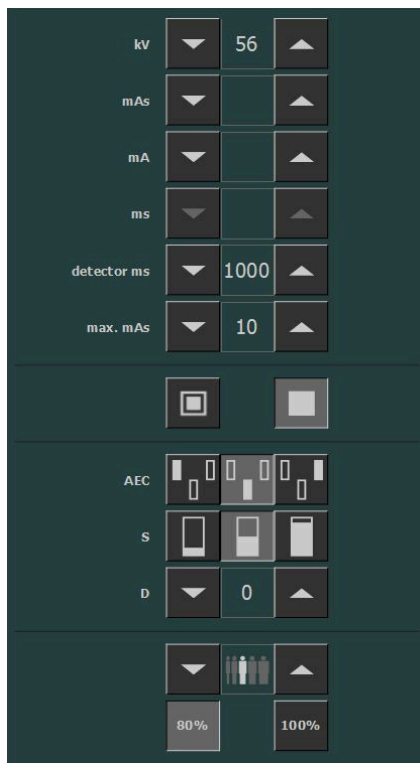 kV 56
mAs
mA
ms
detector ms 1000
max. mAs 10
AEC
S
D 0
80% 100%